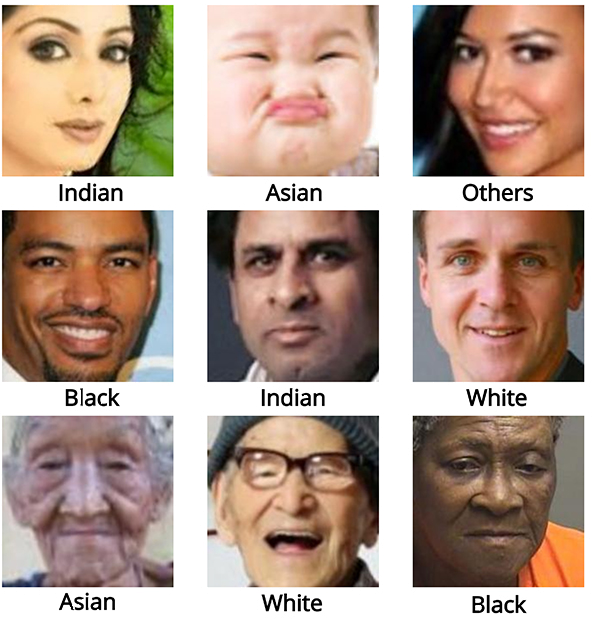 Indian
Asian
Others
Black
Indian
White
Asian
White
Black